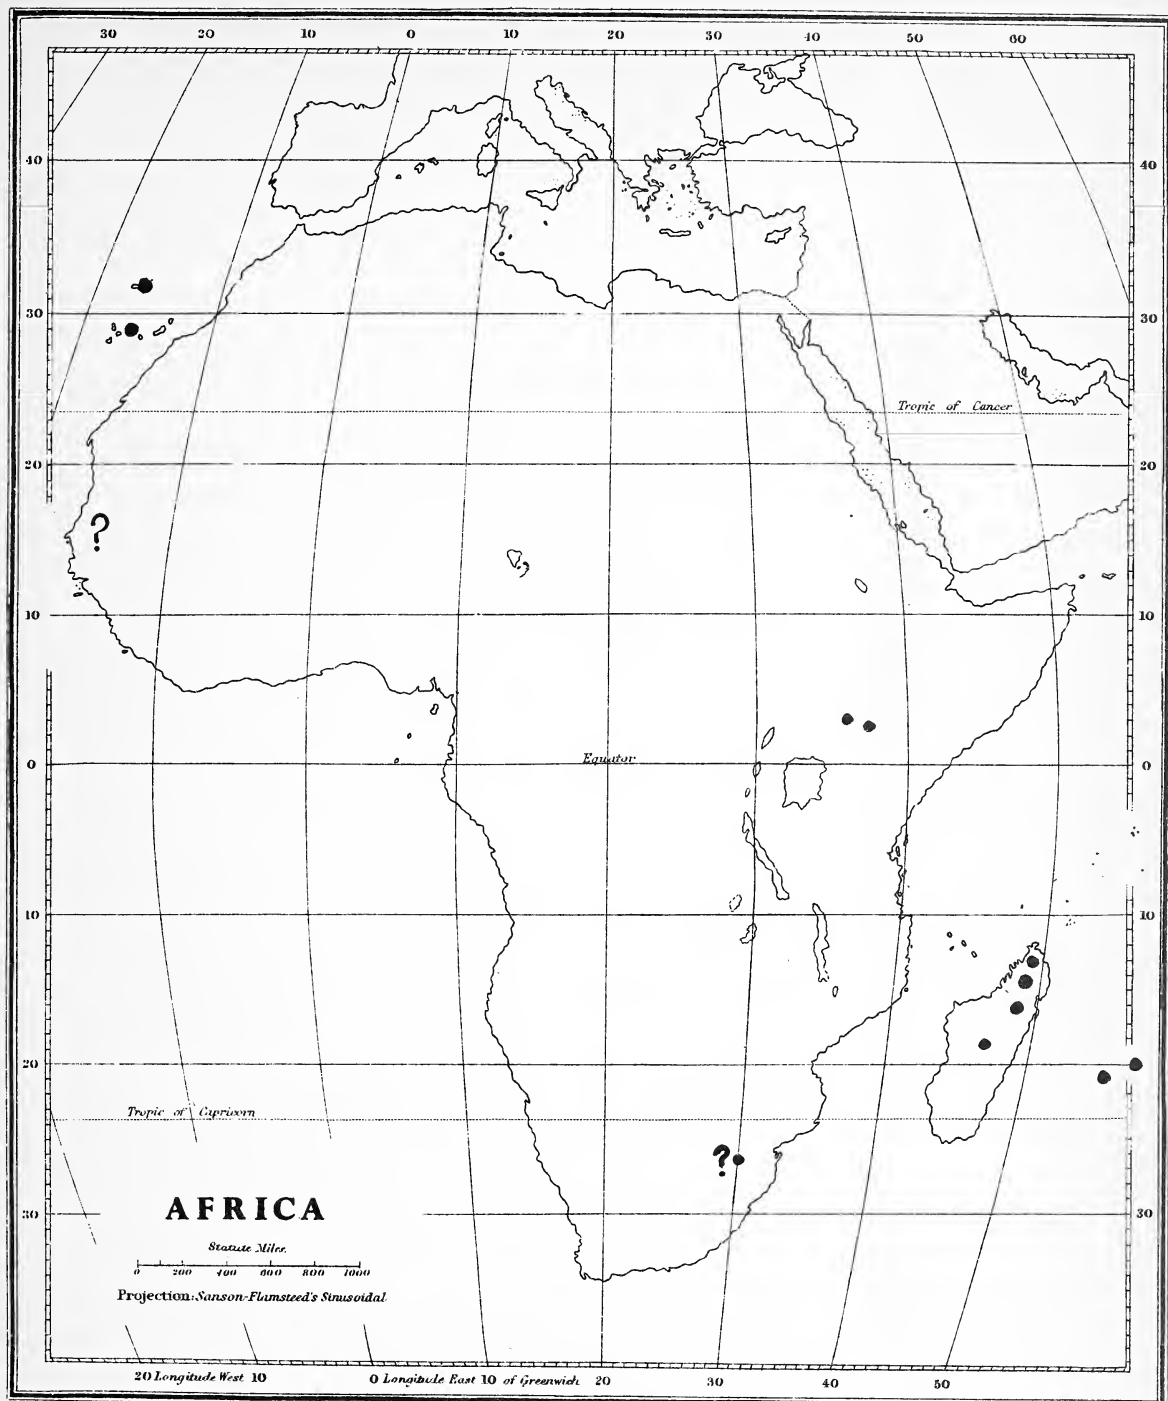 30 20 10 0 10 20 30 40 50 60
40 40
30 30
Tropic of Cancer
20 20
?
10 10
0 Equator 0
10 10
20 20
Tropic of Capricorn
?
AFRICA
30 30
Statute Miles.
0 200 400 600 800 1000
Projection: Sanson-Flamsteed's Sinusoidal
20 Longitude West 10 0 Longitude East 10 of Greenwich 20 30 40 50